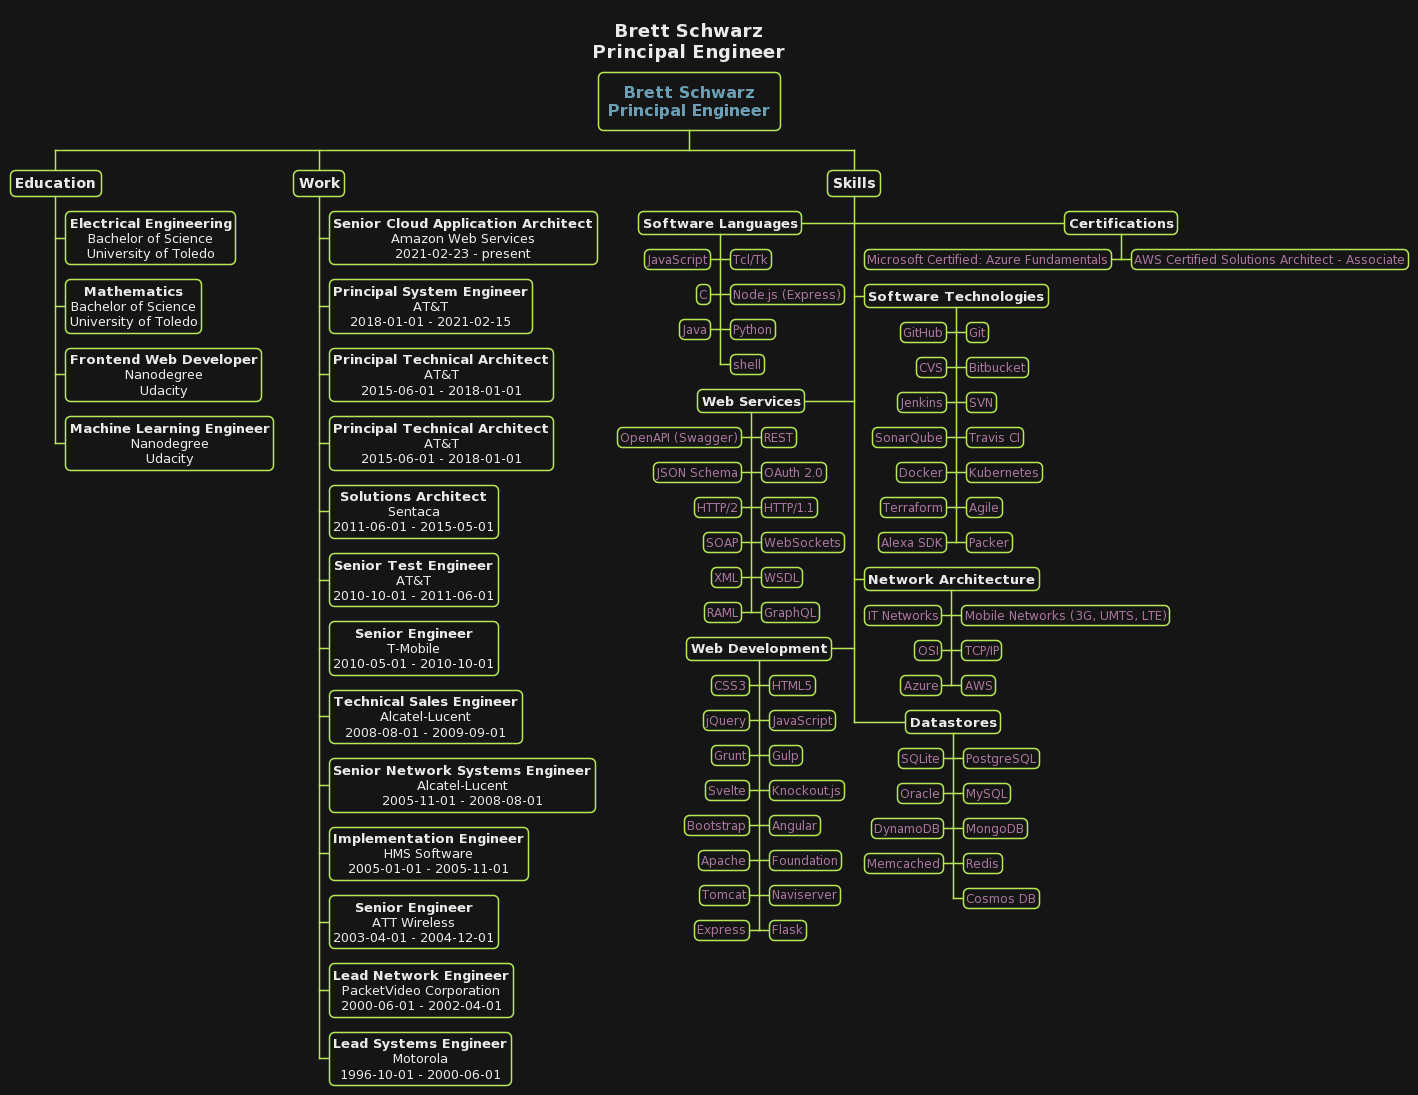 Brett Schwarz
Principal Engineer
Brett Schwarz
Principal Engineer
Education
Electrical Engineering
Bachelor of Science
University of Toledo
Mathematics
Bachelor of Science
University of Toledo
Frontend Web Developer
Nanodegree
Udacity
Machine Learning Engineer
Nanodegree
Udacity
Work
Senior Cloud Application Architect
Amazon Web Services
2021-02-23 - present
Principal System Engineer
AT&T
2018-01-01 - 2021-02-15
Principal Technical Architect
AT&T
2015-06-01 - 2018-01-01
Principal Technical Architect
AT&T
2015-06-01 - 2018-01-01
Solutions Architect
Sentaca
2011-06-01 - 2015-05-01
Senior Test Engineer
AT&T
2010-10-01 - 2011-06-01
Senior Engineer
T-Mobile
2010-05-01 - 2010-10-01
Technical Sales Engineer
Alcatel-Lucent
2008-08-01 - 2009-09-01
Senior Network Systems Engineer
Alcatel-Lucent
2005-11-01 - 2008-08-01
Implementation Engineer
HMS Software
2005-01-01 - 2005-11-01
Senior Engineer
ATT Wireless
2003-04-01 - 2004-12-01
Lead Network Engineer
PacketVideo Corporation
2000-06-01 - 2002-04-01
Lead Systems Engineer
Motorola
1996-10-01 - 2000-06-01
Skills
Software Languages
JavaScript
Tcl/Tk
C
Node.js (Express)
Java
Python
shell
Web Services
OpenAPI (Swagger)
REST
JSON Schema
OAuth 2.0
HTTP/2
HTTP/1.1
SOAP
WebSockets
XML
WSDL
RAML
GraphQL
Web Development
CSS3
HTML5
jQuery
JavaScript
Grunt
Gulp
Svelte
Knockout.js
Bootstrap
Angular
Apache
Foundation
Tomcat
Naviserver
Express
Flask
Certifications
Microsoft Certified: Azure Fundamentals
AWS Certified Solutions Architect - Associate
Software Technologies
GitHub
Git
CVS
Bitbucket
Jenkins
SVN
SonarQube
Travis CI
Docker
Kubernetes
Terraform
Agile
Alexa SDK
Packer
Network Architecture
IT Networks
Mobile Networks (3G, UMTS, LTE)
OSI
TCP/IP
Azure
AWS
Datastores
SQLite
PostgreSQL
Oracle
MySQL
DynamoDB
MongoDB
Memcached
Redis
Cosmos DB